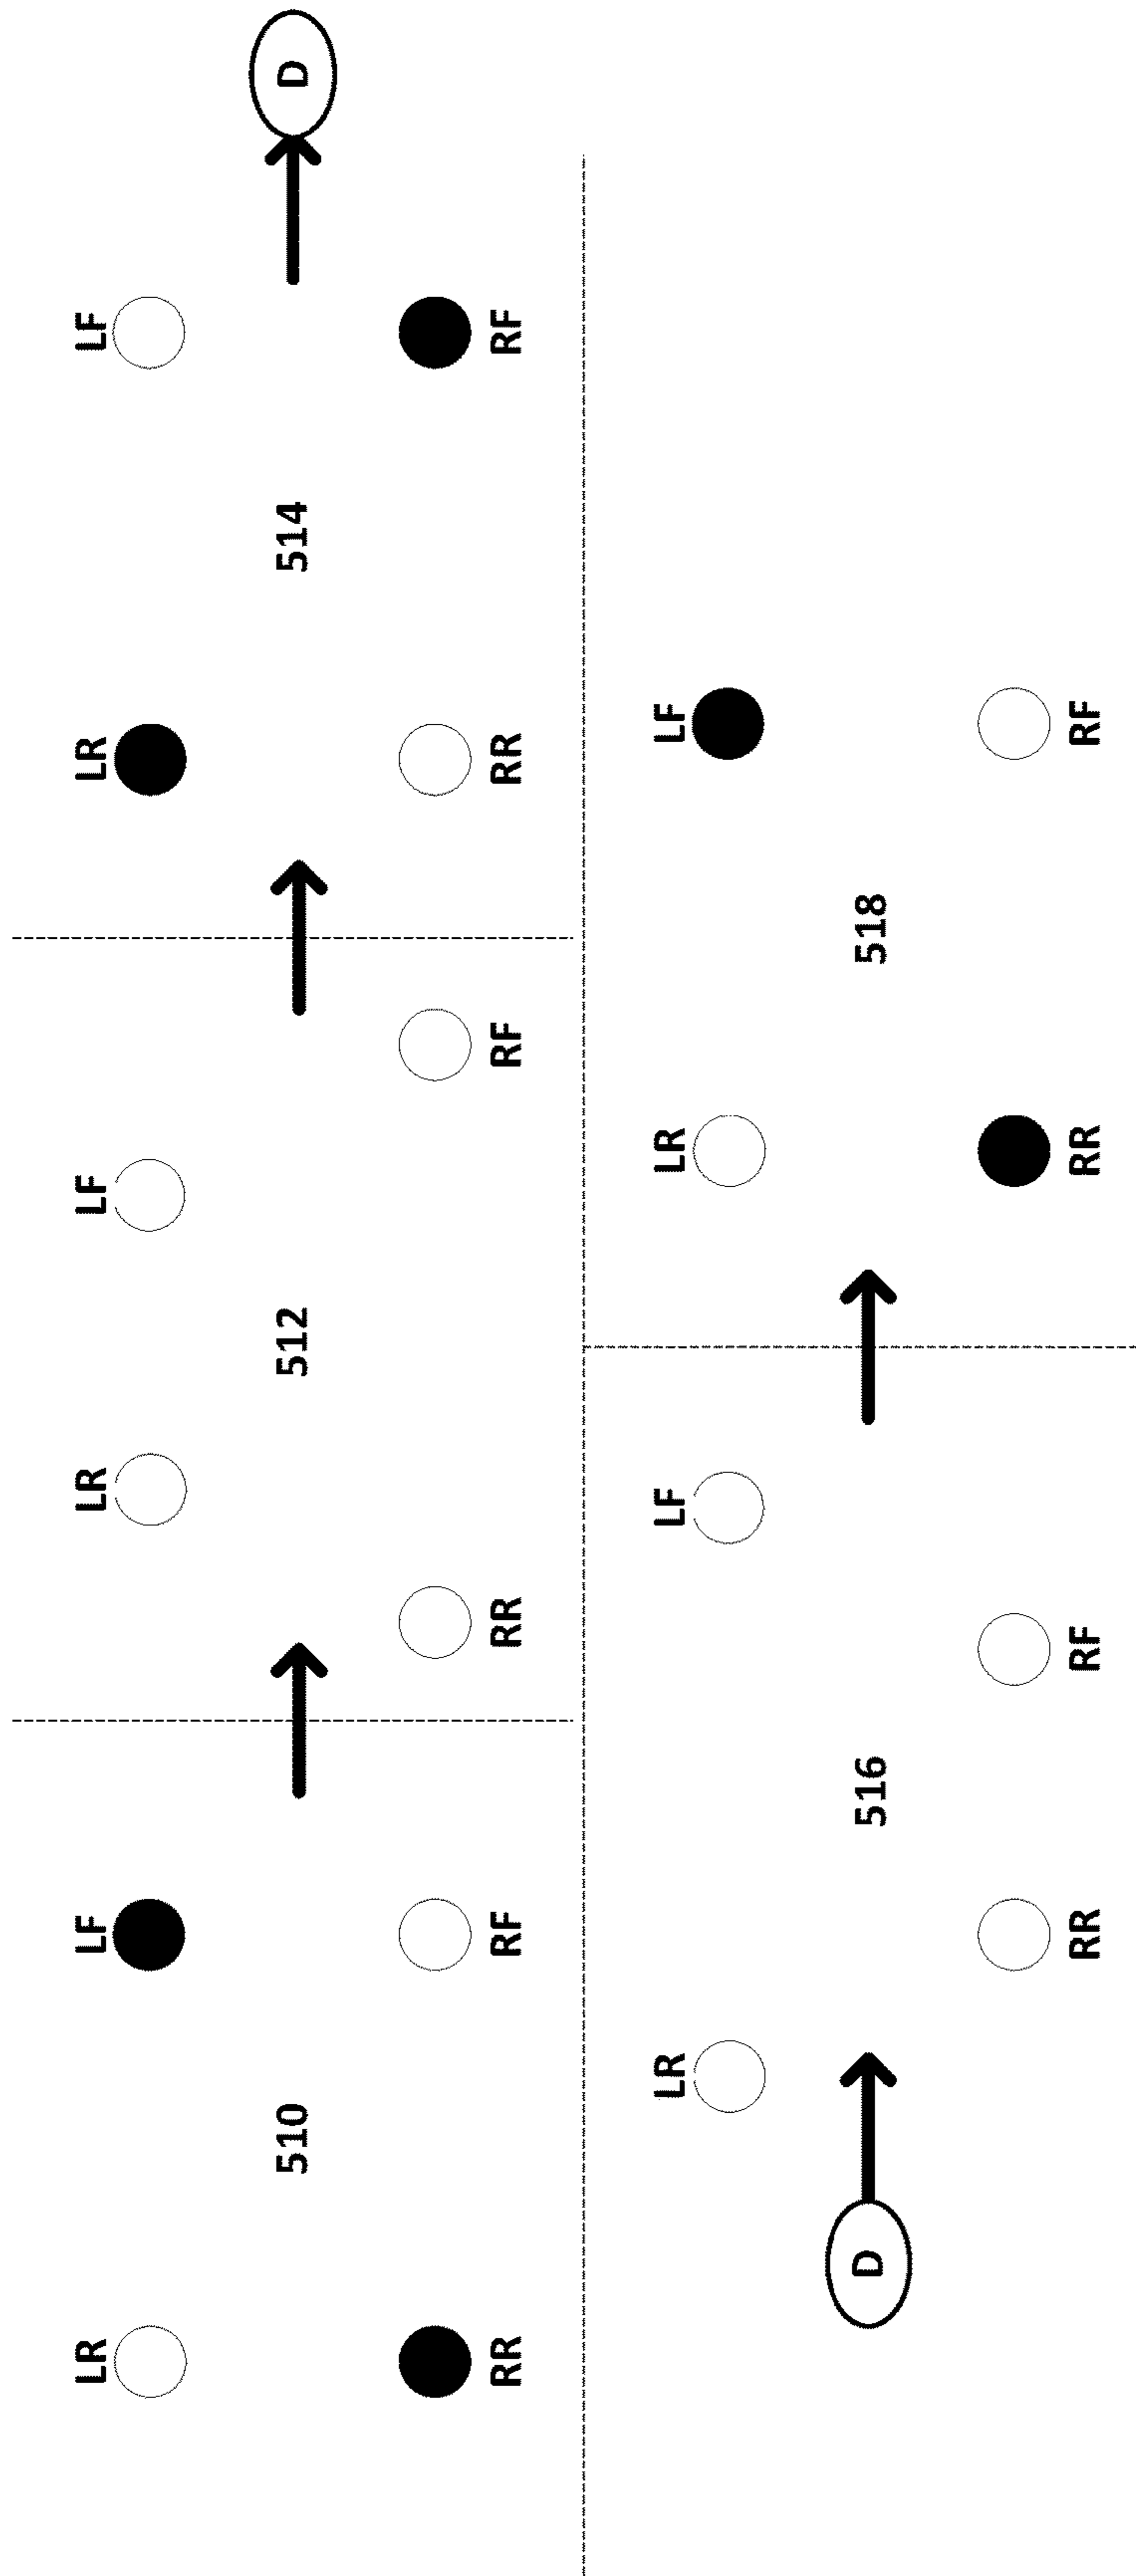 LR LF LR LF LR LF
510 512 514 D
RR RF RR RF RR RF
LR LF LR LF
D 516 518
RR RF RR RF